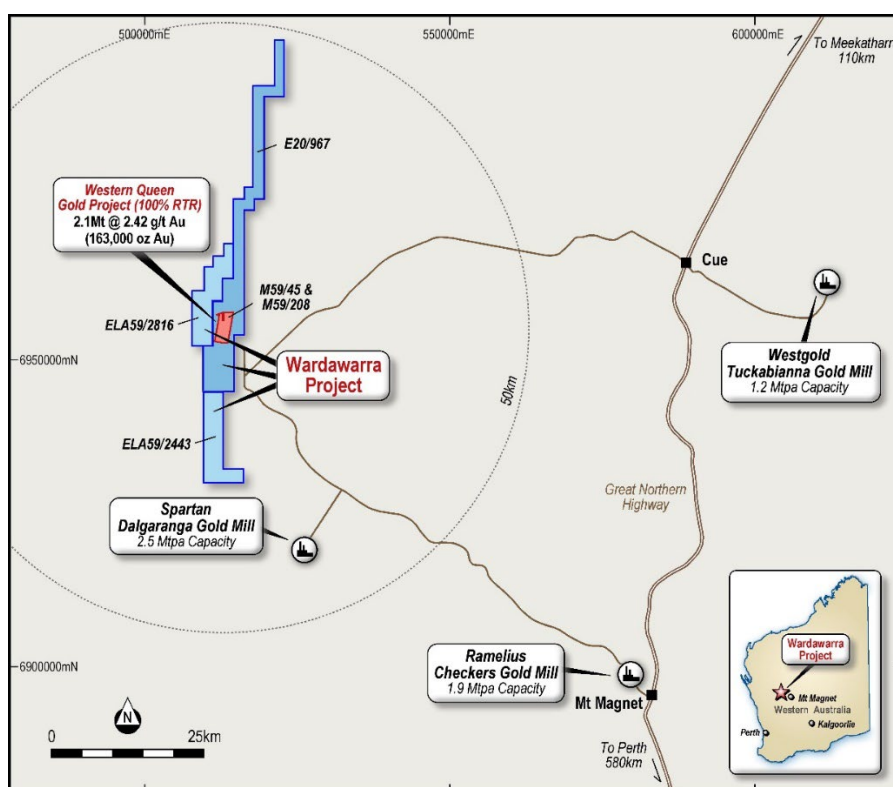 500000mE
550000mE
600000mE
To Meekatharr
110km
E20/967
Western Queen
Gold Project (100% RTR)
2.1Mt @ 2.42 g/t Au
(163,000 oz Au)
M59/45 &
M59/208
ELA59/2816
Cue
6950000mN
Wardawarra
Project
50km
Westgold
Tuckabianna Gold Mill
1.2 Mtpa Capacity
ELA59/2443
Great Northern
Highway
Spartan
Dalgaranga Gold Mill
2.5 Mtpa Capacity
6900000mN
Ramelius
Checkers Gold Mill
1.9 Mtpa Capacity
Mt Magnet
N
0
25km
To Perth
580km
Wardawarra
Project
Mt Magnet
Western Australia
Kalgoorlie
Perth